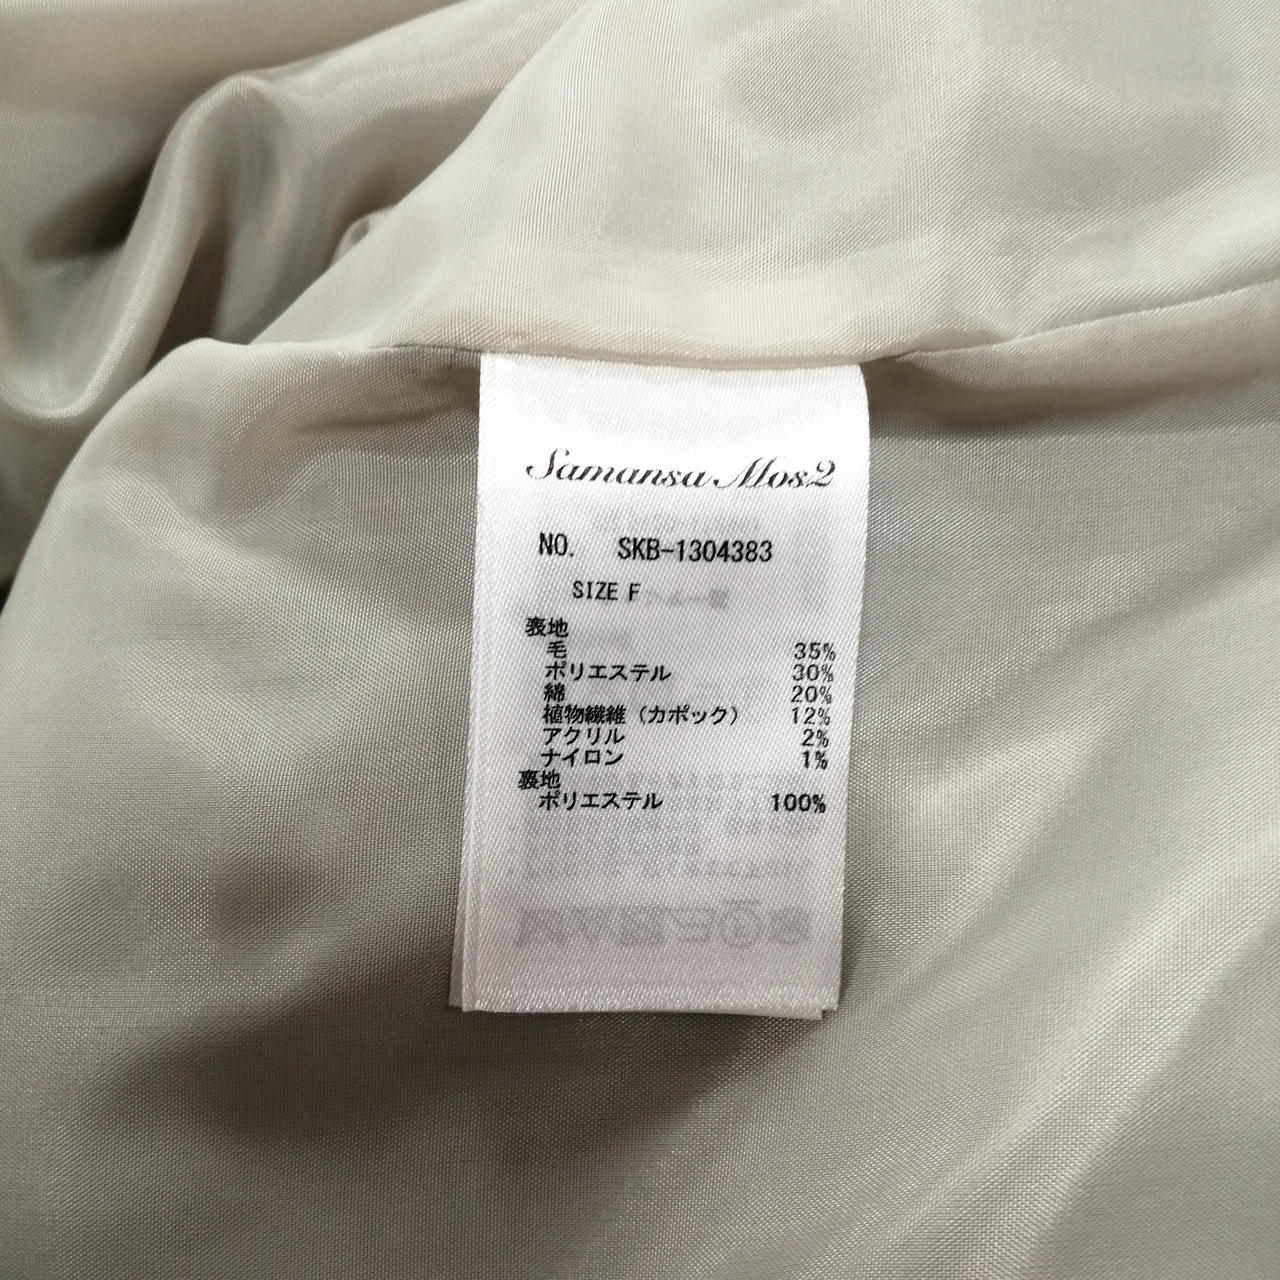 Samansa Mos2
NO. SKB-1304383
SIZE F
表地
毛 35%
ポリエステル 30%
綿 20%
植物繊維（カポック） 12%
アクリル 2%
ナイロン 1%
裏地
ポリエステル 100%